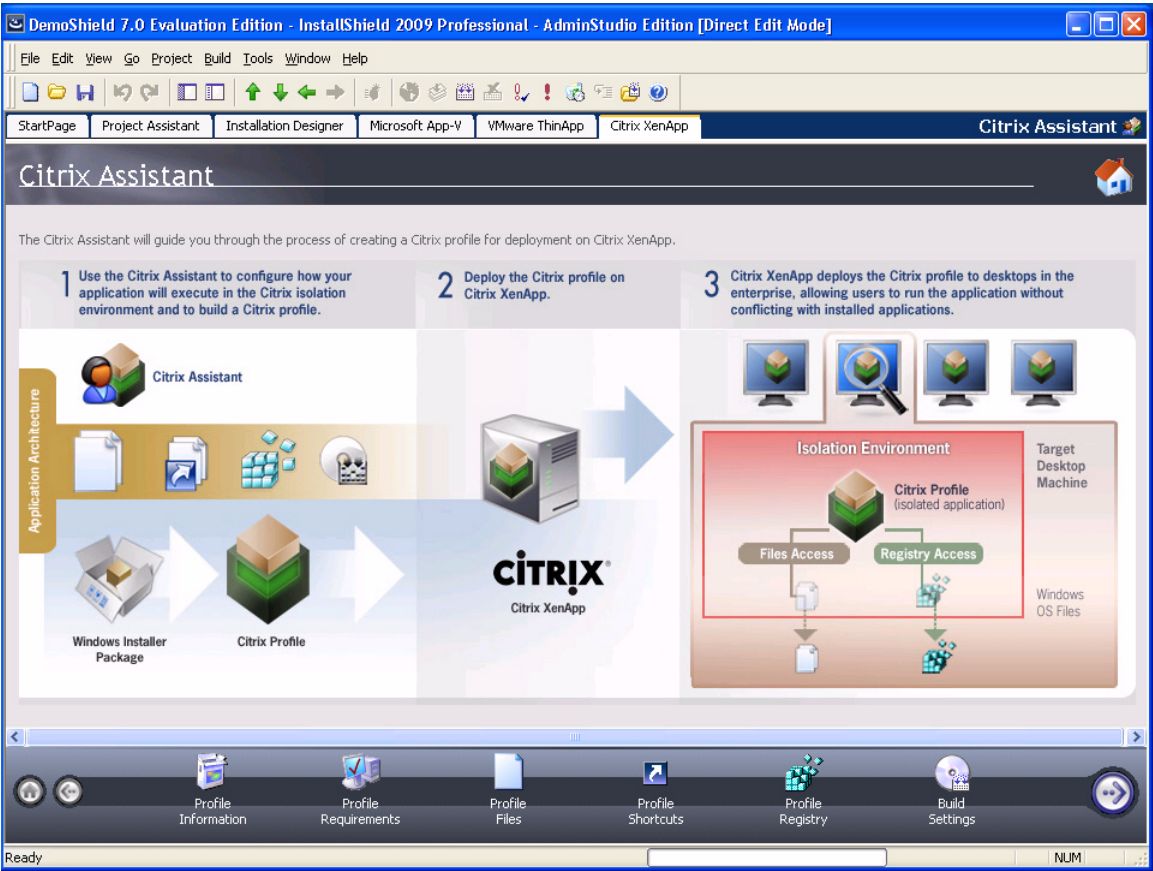 DemoShield 7.0 Evaluation Edition - InstallShield 2009 Professional - AdminStudio Edition [Direct Edit Mode]
File Edit View Go Project Build Tools Window Help
StartPage Project Assistant Installation Designer Microsoft App-V VMware ThinApp Citrix XenApp Citrix Assistant
Citrix Assistant
The Citrix Assistant will guide you through the process of creating a Citrix profile for deployment on Citrix XenApp.
1 Use the Citrix Assistant to configure how your
application will execute in the Citrix isolation
environment and to build a Citrix profile.
2 Deploy the Citrix profile on
Citrix XenApp.
3 Citrix XenApp deploys the Citrix profile to desktops in the
enterprise, allowing users to run the application without
conflicting with installed applications.
Citrix Assistant
Application Architecture
Windows Installer
Package
Citrix Profile
CİTRIX®
Citrix XenApp
Isolation Environment
Citrix Profile
(isolated application)
Files Access
Registry Access
Target
Desktop
Machine
Windows
OS Files
Profile
Information
Profile
Requirements
Profile
Files
Profile
Shortcuts
Profile
Registry
Build
Settings
Ready NUM